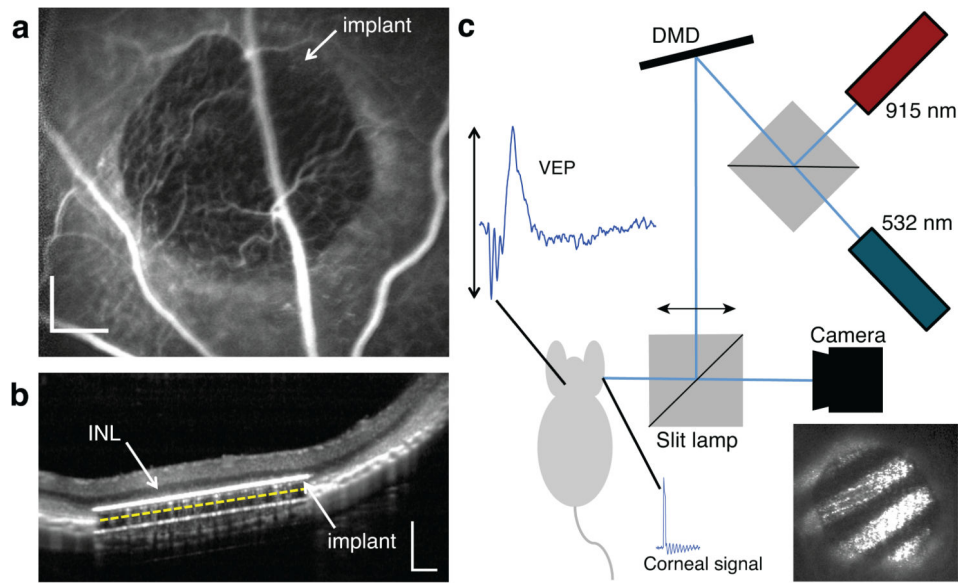 a
implant
b
INL
implant
c
DMD
915 nm
532 nm
VEP
Camera
Slit lamp
Corneal signal